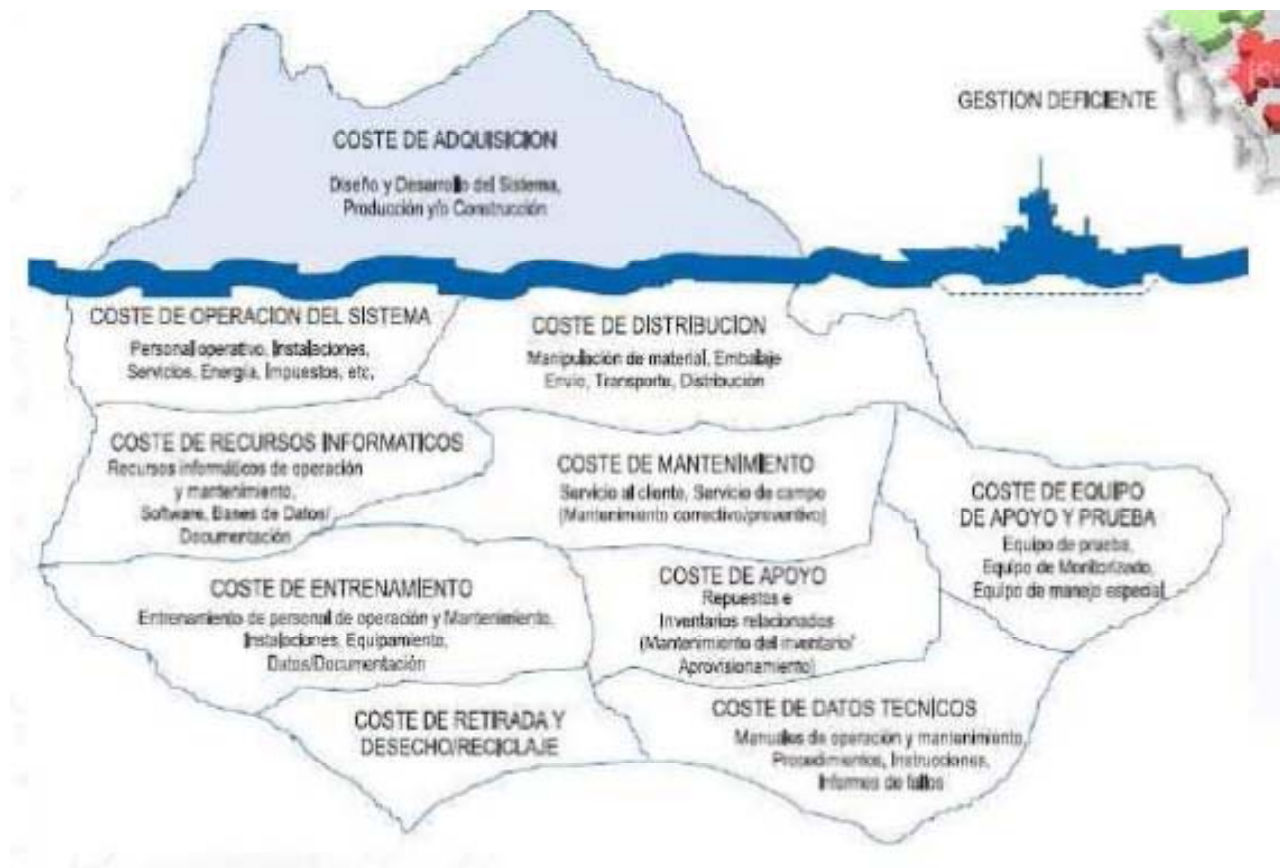 GESTION DEFICIENTE
COSTE DE ADQUISICION
Diseño y Desarrollo del Sistema,
Producción y/o Construcción
COSTE DE OPERACION DEL SISTEMA
Personal operativo, Instalaciones,
Servicios, Energía, Impuestos, etc,
COSTE DE DISTRIBUCION
Manipulación de material, Embalaje
Envio, Transporte, Distribución
COSTE DE RECURSOS INFORMATICOS
Recursos informáticos de operación
y mantenimiento,
Software, Bases de Datos/
Documentación
COSTE DE MANTENIMIENTO
Servicio al cliente, Servicio de campo
(Mantenimiento correctivo/preventivo)
COSTE DE EQUIPO
DE APOYO Y PRUEBA
Equipo de prueba,
Equipo de Monitorizado,
Equipo de manejo especial
COSTE DE ENTRENAMIENTO
Entrenamiento de personal de operación y Mantenimiento,
Instalaciones, Equipamiento,
Datos/Documentación
COSTE DE APOYO
Repuestos e
Inventarios relacionados
(Mantenimiento del inventario/
Aprovisionamiento)
COSTE DE RETIRADA Y
DESECHO/RECICLAJE
COSTE DE DATOS TECNICOS
Manuales de operación y mantenimiento,
Procedimientos, Instrucciones,
Informes de fallos